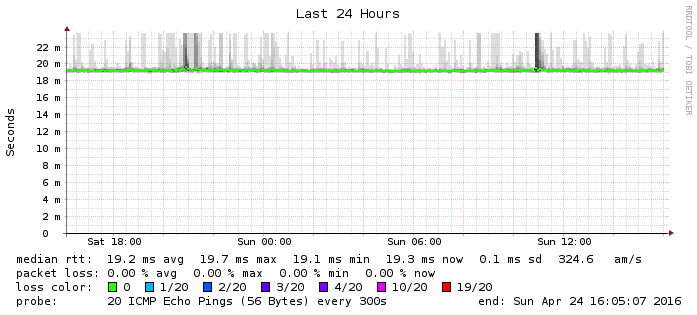 Last 24 Hours
RRDTOOL / TOBI OETIKER
Seconds
22 m
20 m
18 m
16 m
14 m
12 m
10 m
8 m
6 m
4 m
2 m
0
Sat 18:00 Sun 00:00 Sun 06:00 Sun 12:00
median rtt: 19.2 ms avg 19.7 ms max 19.1 ms min 19.3 ms now 0.1 ms sd 324.6 am/s
packet loss: 0.00 % avg 0.00 % max 0.00 % min 0.00 % now
loss color: 0 1/20 2/20 3/20 4/20 10/20 19/20
probe: 20 ICMP Echo Pings (56 Bytes) every 300s end: Sun Apr 24 16:05:07 2016